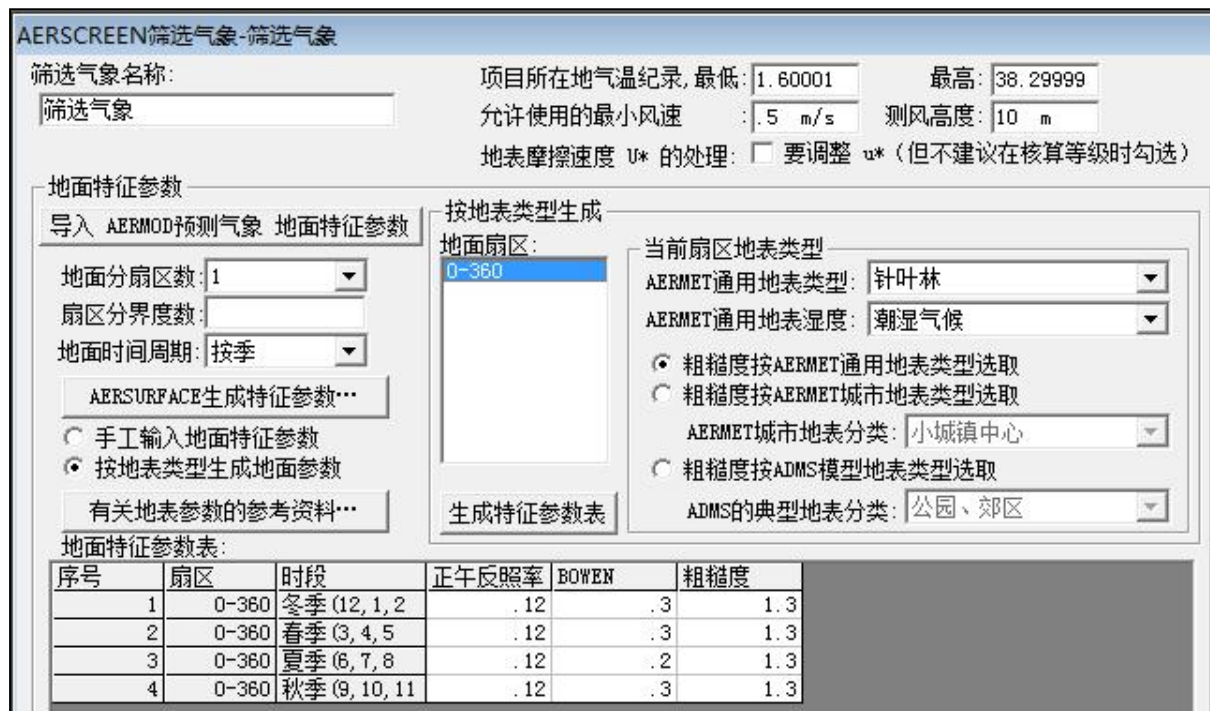 AERSCREEN筛选气象-筛选气象
筛选气象名称:
筛选气象
项目所在地气温纪录,最低: 1.60001 最高: 38.29999
允许使用的最小风速 : .5 m/s 测风高度: 10 m
地表摩擦速度 U* 的处理: 要调整 u*(但不建议在核算等级时勾选)
地面特征参数
导入 AERMOD预测气象 地面特征参数
地面分扇区数: 1
扇区分界度数:
地面时间周期: 按季
AERSURFACE生成特征参数…
手工输入地面特征参数
按地表类型生成地面参数
有关地表参数的参考资料…
按地表类型生成
地面扇区:
0-360
生成特征参数表
当前扇区地表类型
AERMET通用地表类型: 针叶林
AERMET通用地表湿度: 潮湿气候
粗糙度按AERMET通用地表类型选取
粗糙度按AERMET城市地表类型选取
AERMET城市地表分类: 小城镇中心
粗糙度按ADMS模型地表类型选取
ADMS的典型地表分类: 公园、郊区
地面特征参数表:
序号 扇区 时段 正午反照率 BOWEN 粗糙度
1 0-360 冬季(12,1,2 .12 .3 1.3
2 0-360 春季(3,4,5 .12 .3 1.3
3 0-360 夏季(6,7,8 .12 .2 1.3
4 0-360 秋季(9,10,11 .12 .3 1.3